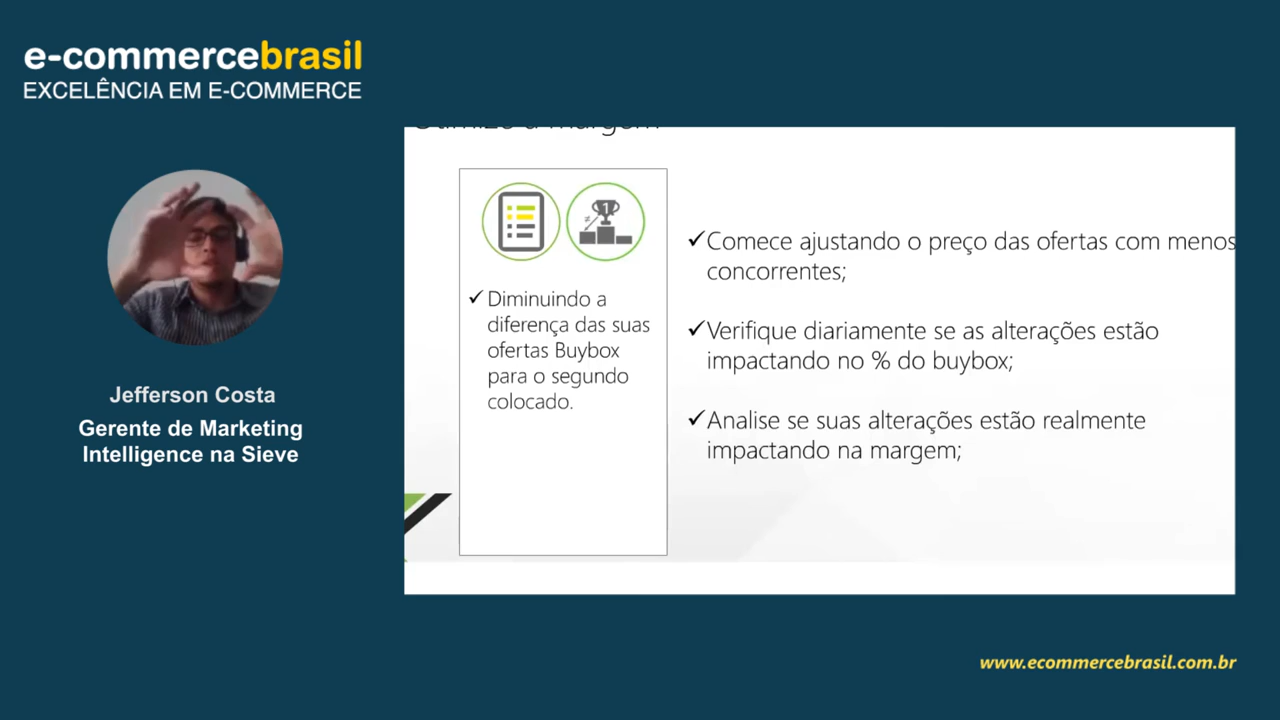 e-commercebrasil
EXCELÊNCIA EM E-COMMERCE
Jefferson Costa
Gerente de Marketing
Intelligence na Sieve
1
✓Diminuindo a
diferença das suas
ofertas Buybox
para o segundo
colocado.
✓Comece ajustando o preço das ofertas com menos
concorrentes;
✓Verifique diariamente se as alterações estão
impactando no % do buybox;
✓Analise se suas alterações estão realmente
impactando na margem;
www.ecommercebrasil.com.br